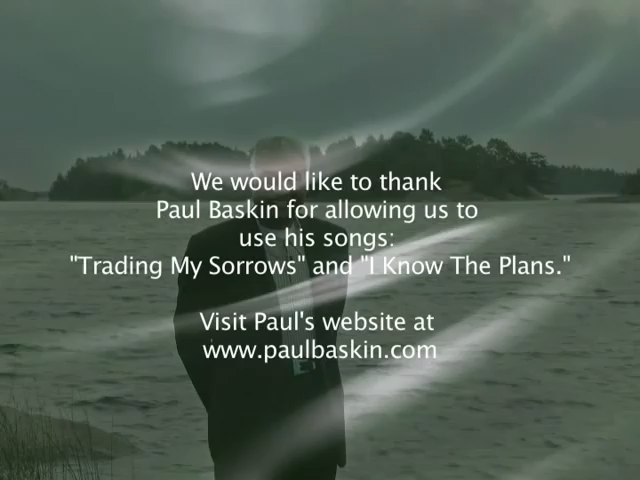 We would like to thank
Paul Baskin for allowing us to
use his songs:
"Trading My Sorrows" and "I Know The Plans."
Visit Paul's website at
www.paulbaskin.com